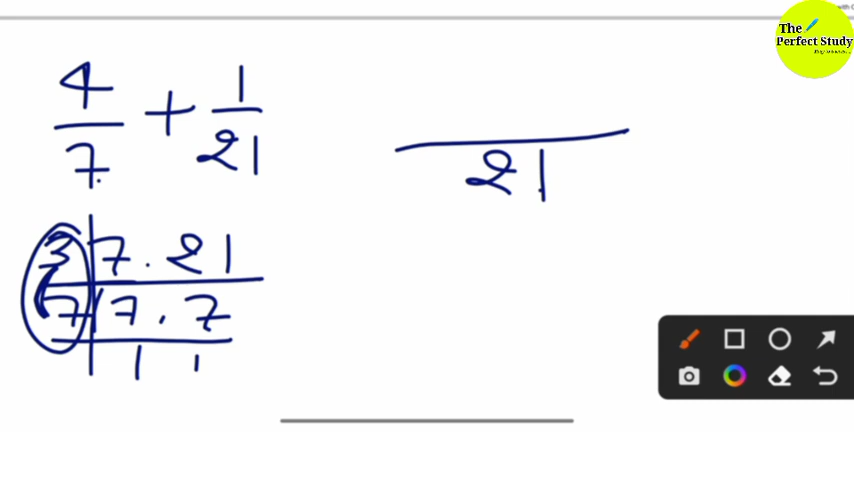 The
Perfect Study
4/7 + 1/21
21
3 | 7 . 21
7 | 7 . 7
1 1